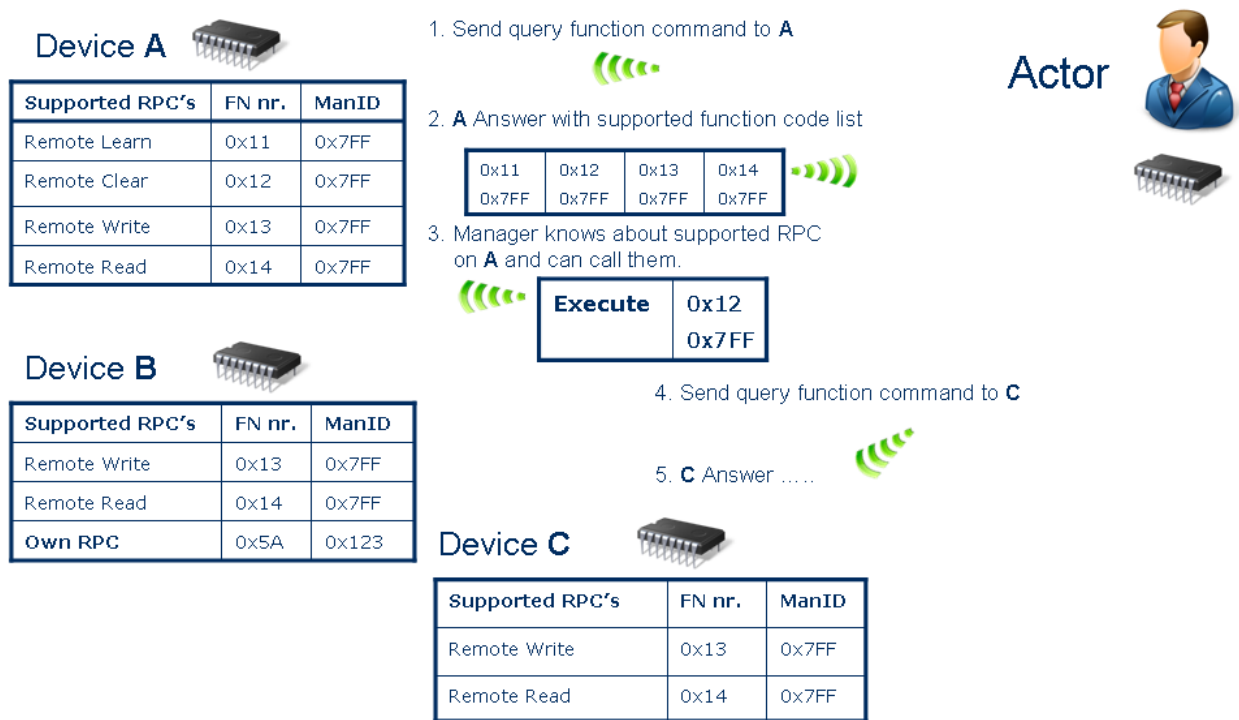 Device A
Supported RPC's FN nr. ManID
Remote Learn 0x11 0x7FF
Remote Clear 0x12 0x7FF
Remote Write 0x13 0x7FF
Remote Read 0x14 0x7FF
1. Send query function command to A
2. A Answer with supported function code list
0x11 0x12 0x13 0x14
0x7FF 0x7FF 0x7FF 0x7FF
3. Manager knows about supported RPC
on A and can call them.
Execute 0x12
0x7FF
Actor
Device B
Supported RPC's FN nr. ManID
Remote Write 0x13 0x7FF
Remote Read 0x14 0x7FF
Own RPC 0x5A 0x123
4. Send query function command to C
5. C Answer .....
Device C
Supported RPC's FN nr. ManID
Remote Write 0x13 0x7FF
Remote Read 0x14 0x7FF